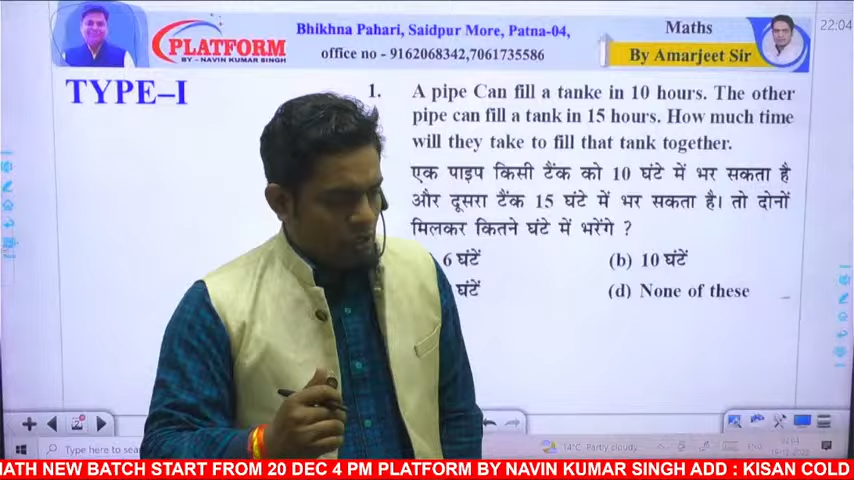 PLATFORM
BY - NAVIN KUMAR SINGH
Bhikhna Pahari, Saidpur More, Patna-04,
office no - 9162068342,7061735586
Maths
By Amarjeet Sir
22:04
TYPE–I
1. A pipe Can fill a tanke in 10 hours. The other
pipe can fill a tank in 15 hours. How much time
will they take to fill that tank together.
एक पाइप किसी टैंक को 10 घंटे में भर सकता है
और दूसरा टैंक 15 घंटे में भर सकता है। तो दोनों
मिलकर कितने घंटे में भरेंगे ?
6 घंटें
(b) 10 घंटें
घंटें
(d) None of these
Type here to sea
14°C Partly cloudy
MATH NEW BATCH START FROM 20 DEC 4 PM PLATFORM BY NAVIN KUMAR SINGH ADD : KISAN COLD